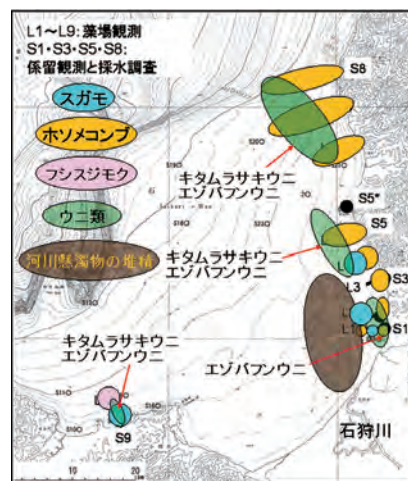 L1～L9: 藻場観測
S1・S3・S5・S8:
係留観測と採水調査
スガモ
ホソメコンブ
フシスジモク
ウニ類
河川懸濁物の堆積
S8
キタムラサキウニ
エゾバフンウニ
S5*
S5
キタムラサキウニ
エゾバフンウニ
L3
S3
L1
S1
キタムラサキウニ
エゾバフンウニ
エゾバフンウニ
S9
石狩川
0
10
20